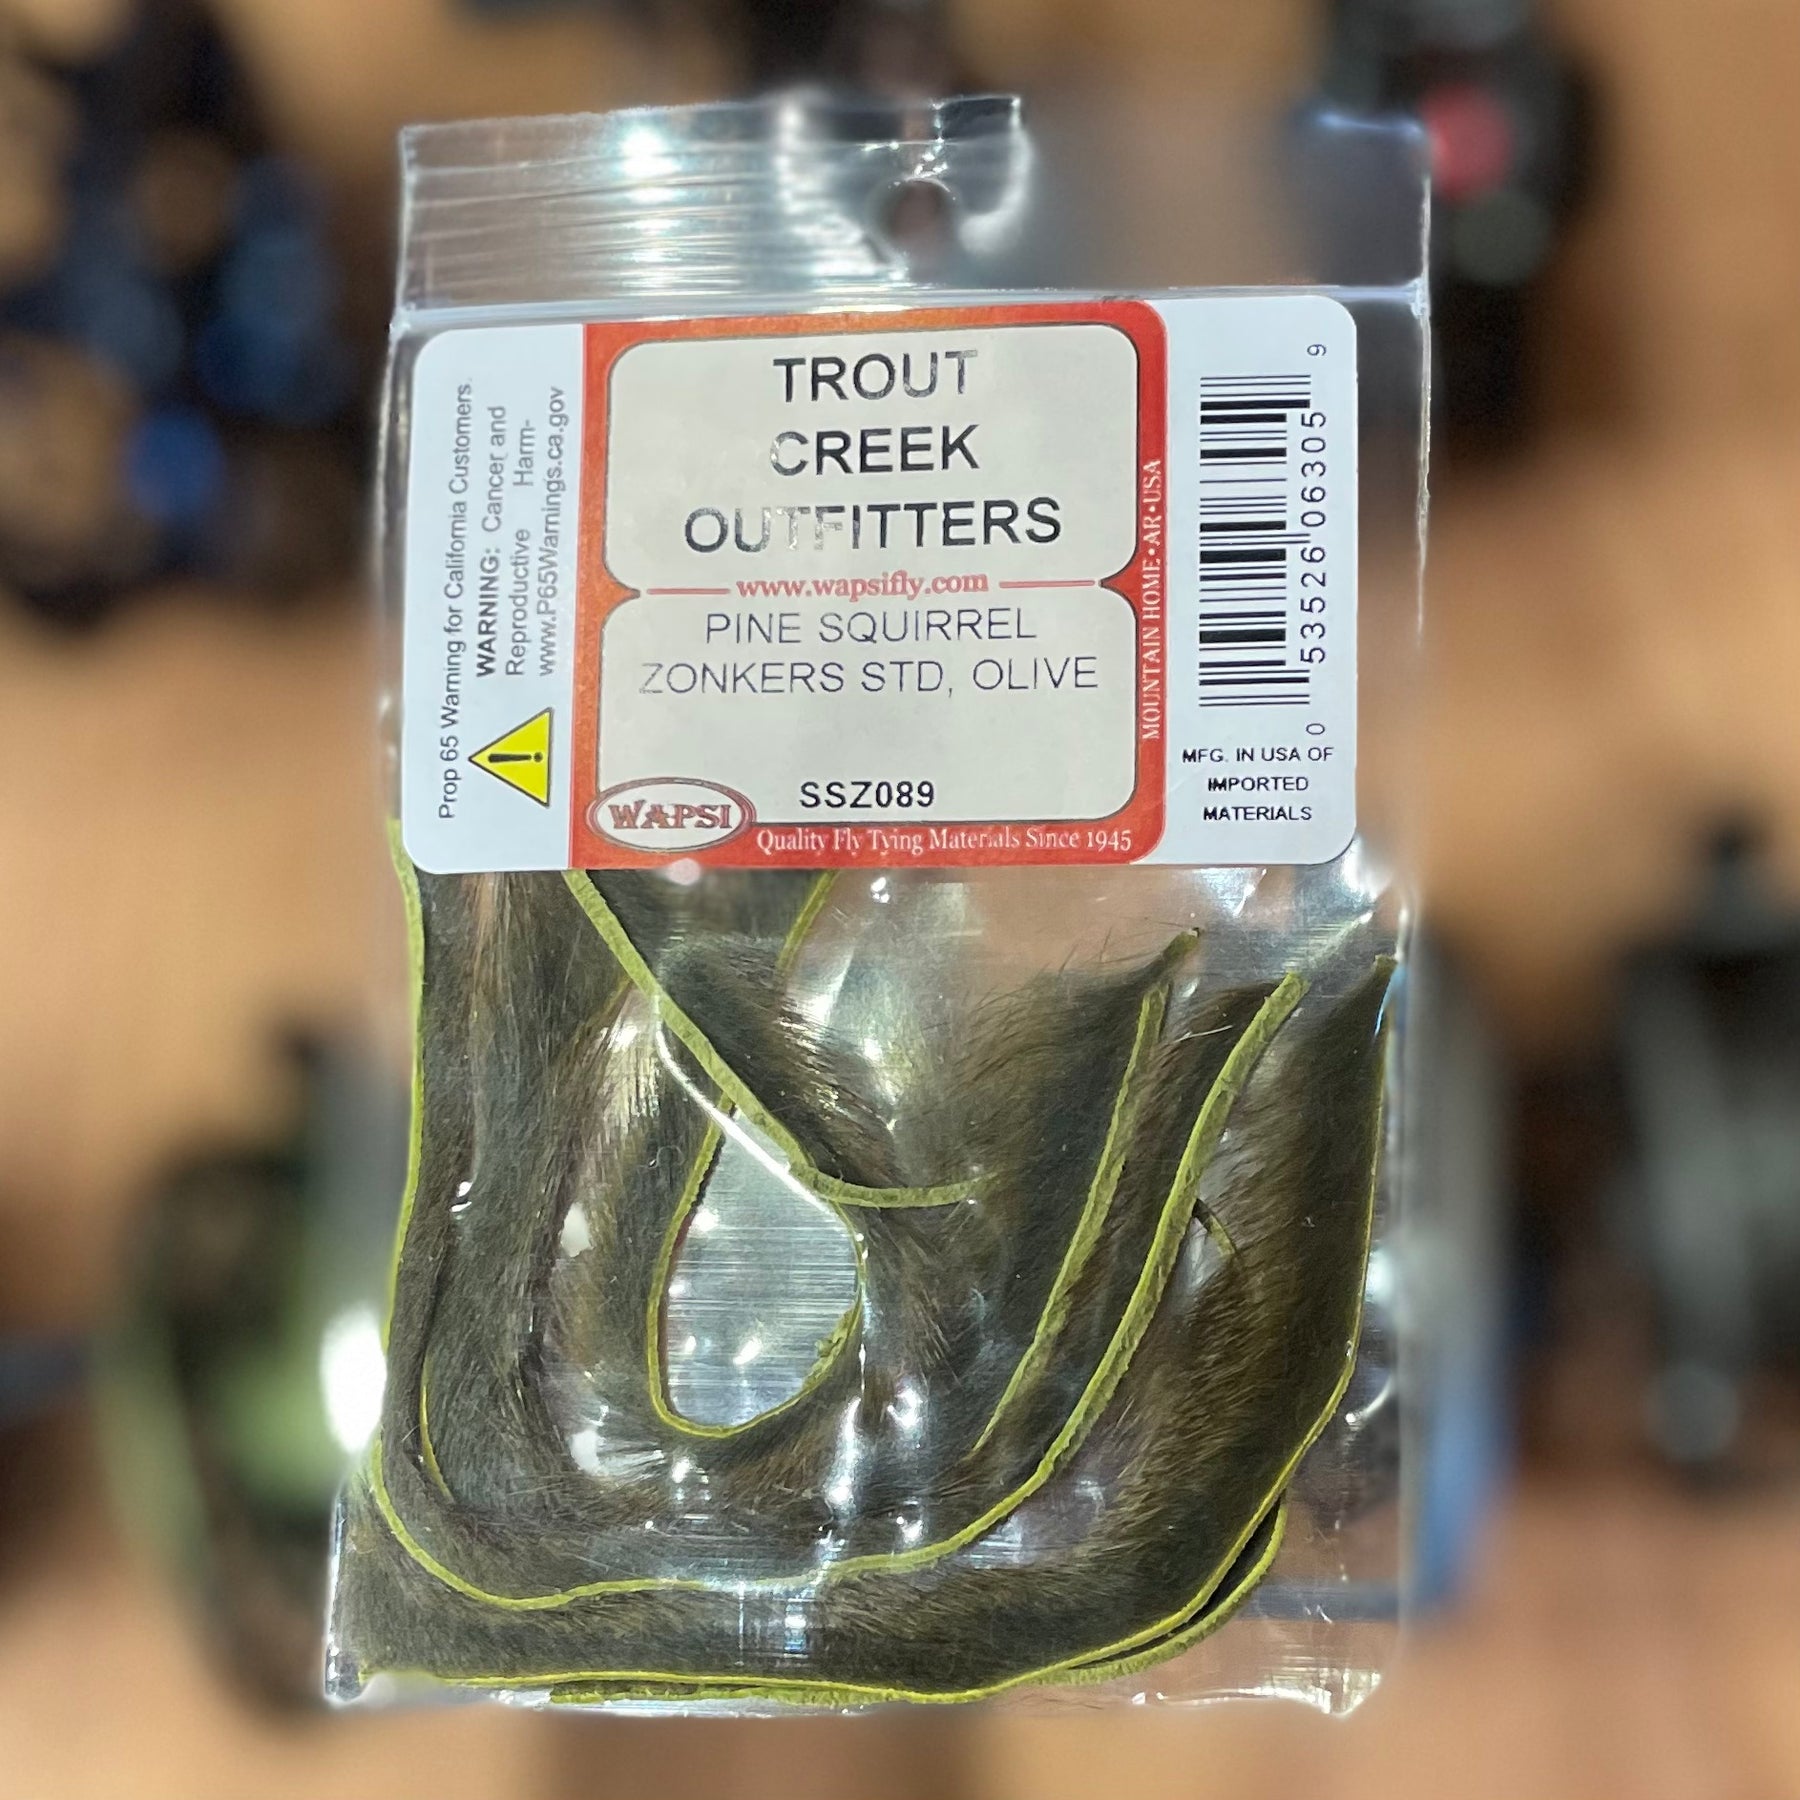 Prop 65 Warning for California Customers.
WARNING: Cancer and
Reproductive Harm-
www.P65Warnings.ca.gov
TROUT
CREEK
OUTFITTERS
www.wapsifly.com
PINE SQUIRREL
ZONKERS STD, OLIVE
SSZ089
WAPSI
Quality Fly Tying Materials Since 1945
MOUNTAIN HOME•AR•USA
0 53526 06305 9
MFG. IN USA OF
IMPORTED
MATERIALS